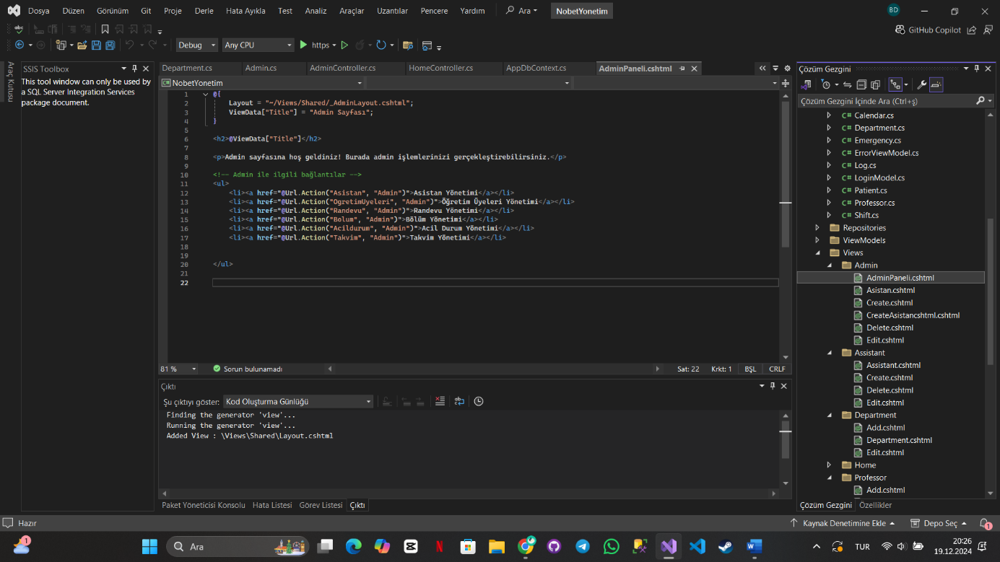 Dosya Düzen Görünüm Git Proje Derle Hata Ayıkla Test Analiz Araçlar Uzantılar Pencere Yardım Ara NobetYonetim BD
GitHub Copilot
Debug Any CPU https
Araç Kutusu
SSIS Toolbox
This tool window can only be used by
a SQL Server Integration Services
package document.
Department.cs Admin.cs AdminController.cs HomeController.cs AppDbContext.cs AdminPaneli.cshtml
NobetYonetim
1 @{
2 Layout = "~/Views/Shared/_AdminLayout.cshtml";
3 ViewData["Title"] = "Admin Sayfası";
4 }
5
6 <h2>@ViewData["Title"]</h2>
7
8 <p>Admin sayfasına hoş geldiniz! Burada admin işlemlerinizi gerçekleştirebilirsiniz.</p>
9
10 <!-- Admin ile ilgili bağlantılar -->
11 <ul>
12 <li><a href="@Url.Action("Asistan", "Admin")">Asistan Yönetimi</a></li>
13 <li><a href="@Url.Action("OgretimUyeleri", "Admin")">Öğretim Üyeleri Yönetimi</a></li>
14 <li><a href="@Url.Action("Randevu", "Admin")">Randevu Yönetimi</a></li>
15 <li><a href="@Url.Action("Bolum", "Admin")">Bölüm Yönetimi</a></li>
16 <li><a href="@Url.Action("Acildurum", "Admin")">Acil Durum Yönetimi</a></li>
17 <li><a href="@Url.Action("Takvim", "Admin")">Takvim Yönetimi</a></li>
18
19
20 </ul>
21
22
81 % Sorun bulunamadı Sat: 22 Krkt: 1 BŞL CRLF
Çıktı
Şu çıktıyı göster: Kod Oluşturma Günlüğü
Finding the generator 'view'...
Running the generator 'view'...
Added View : \Views\Shared\Layout.cshtml
Paket Yöneticisi Konsolu Hata Listesi Görev Listesi Çıktı
Çözüm Gezgini
Çözüm Gezgini İçinde Ara (Ctrl+ş)
C# Calendar.cs
C# Department.cs
C# Emergency.cs
C# ErrorViewModel.cs
C# Log.cs
C# LoginModel.cs
C# Patient.cs
C# Professor.cs
C# Shift.cs
Repositories
ViewModels
Views
Admin
AdminPaneli.cshtml
Asistan.cshtml
Create.cshtml
CreateAsistancshtml.cshtml
Delete.cshtml
Edit.cshtml
Assistant
Assistant.cshtml
Create.cshtml
Delete.cshtml
Edit.cshtml
Department
Add.cshtml
Department.cshtml
Edit.cshtml
Home
Professor
Add.cshtml
Çözüm Gezgini Özellikler
Hazır Kaynak Denetimine Ekle Depo Seç 1
1 Ara TUR 20:26
19.12.2024